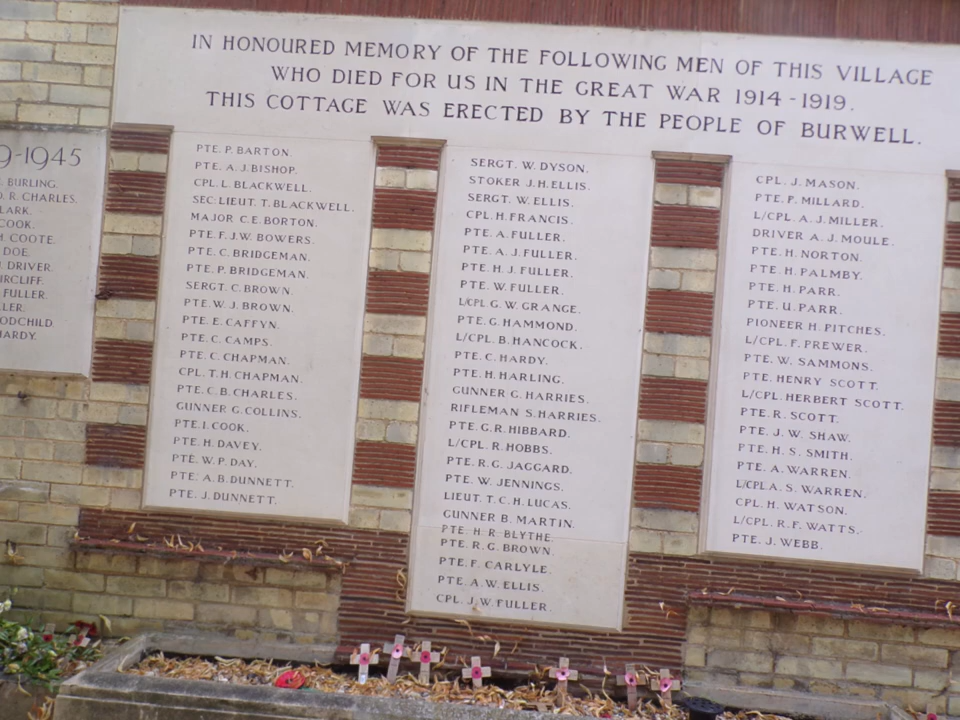 IN HONOURED MEMORY OF THE FOLLOWING MEN OF THIS VILLAGE
WHO DIED FOR US IN THE GREAT WAR 1914-1919.
THIS COTTAGE WAS ERECTED BY THE PEOPLE OF BURWELL.
9-1945
BURLING.
R. CHARLES.
LARK.
COOK.
H. COOTE.
DOE.
DRIVER.
IRCLIFF.
FULLER.
LER.
ODCHILD.
HARDY.
PTE. P. BARTON.
PTE. A. J. BISHOP.
CPL. L. BLACKWELL.
SEC: LIEUT. T. BLACKWELL.
MAJOR C. E. BORTON.
PTE. F. J. W. BOWERS.
PTE. C. BRIDGEMAN.
PTE. P. BRIDGEMAN.
SERGT. C. BROWN.
PTE. W. J. BROWN.
PTE. E. CAFFYN.
PTE. C. CAMPS.
PTE. C. CHAPMAN.
CPL. T. H. CHAPMAN.
PTE. C. B. CHARLES.
GUNNER G. COLLINS.
PTE. I. COOK.
PTE. H. DAVEY.
PTE. W. P. DAY.
PTE. A. B. DUNNETT.
PTE. J. DUNNETT.
SERGT. W. DYSON.
STOKER J. H. ELLIS.
SERGT. W. ELLIS.
CPL. H. FRANCIS.
PTE. A. FULLER.
PTE. A. J. FULLER.
PTE. H. J. FULLER.
PTE. W. FULLER.
L/CPL. G. W. GRANGE.
PTE. G. HAMMOND.
L/CPL. B. HANCOCK.
PTE. C. HARDY.
PTE. H. HARLING.
GUNNER G. HARRIES.
RIFLEMAN S. HARRIES.
PTE. G. R. HIBBARD.
L/CPL. R. HOBBS.
PTE. R. G. JAGGARD.
PTE. W. JENNINGS.
LIEUT. T. C. H. LUCAS.
GUNNER B. MARTIN.
PTE. H. R. BLYTHE.
PTE. R. G. BROWN.
PTE. F. CARLYLE.
PTE. A. W. ELLIS.
CPL. J. W. FULLER.
CPL. J. MASON.
PTE. P. MILLARD.
L/CPL. A. J. MILLER.
DRIVER A. J. MOULE.
PTE. H. NORTON.
PTE. H. PALMBY.
PTE. H. PARR.
PTE. U. PARR.
PIONEER H. PITCHES.
L/CPL. F. PREWER.
PTE. W. SAMMONS.
PTE. HENRY SCOTT.
L/CPL. HERBERT SCOTT.
PTE. R. SCOTT.
PTE. J. W. SHAW.
PTE. H. S. SMITH.
PTE. A. WARREN.
L/CPL. A. S. WARREN.
CPL. H. WATSON.
L/CPL. R. F. WATTS.
PTE. J. WEBB.